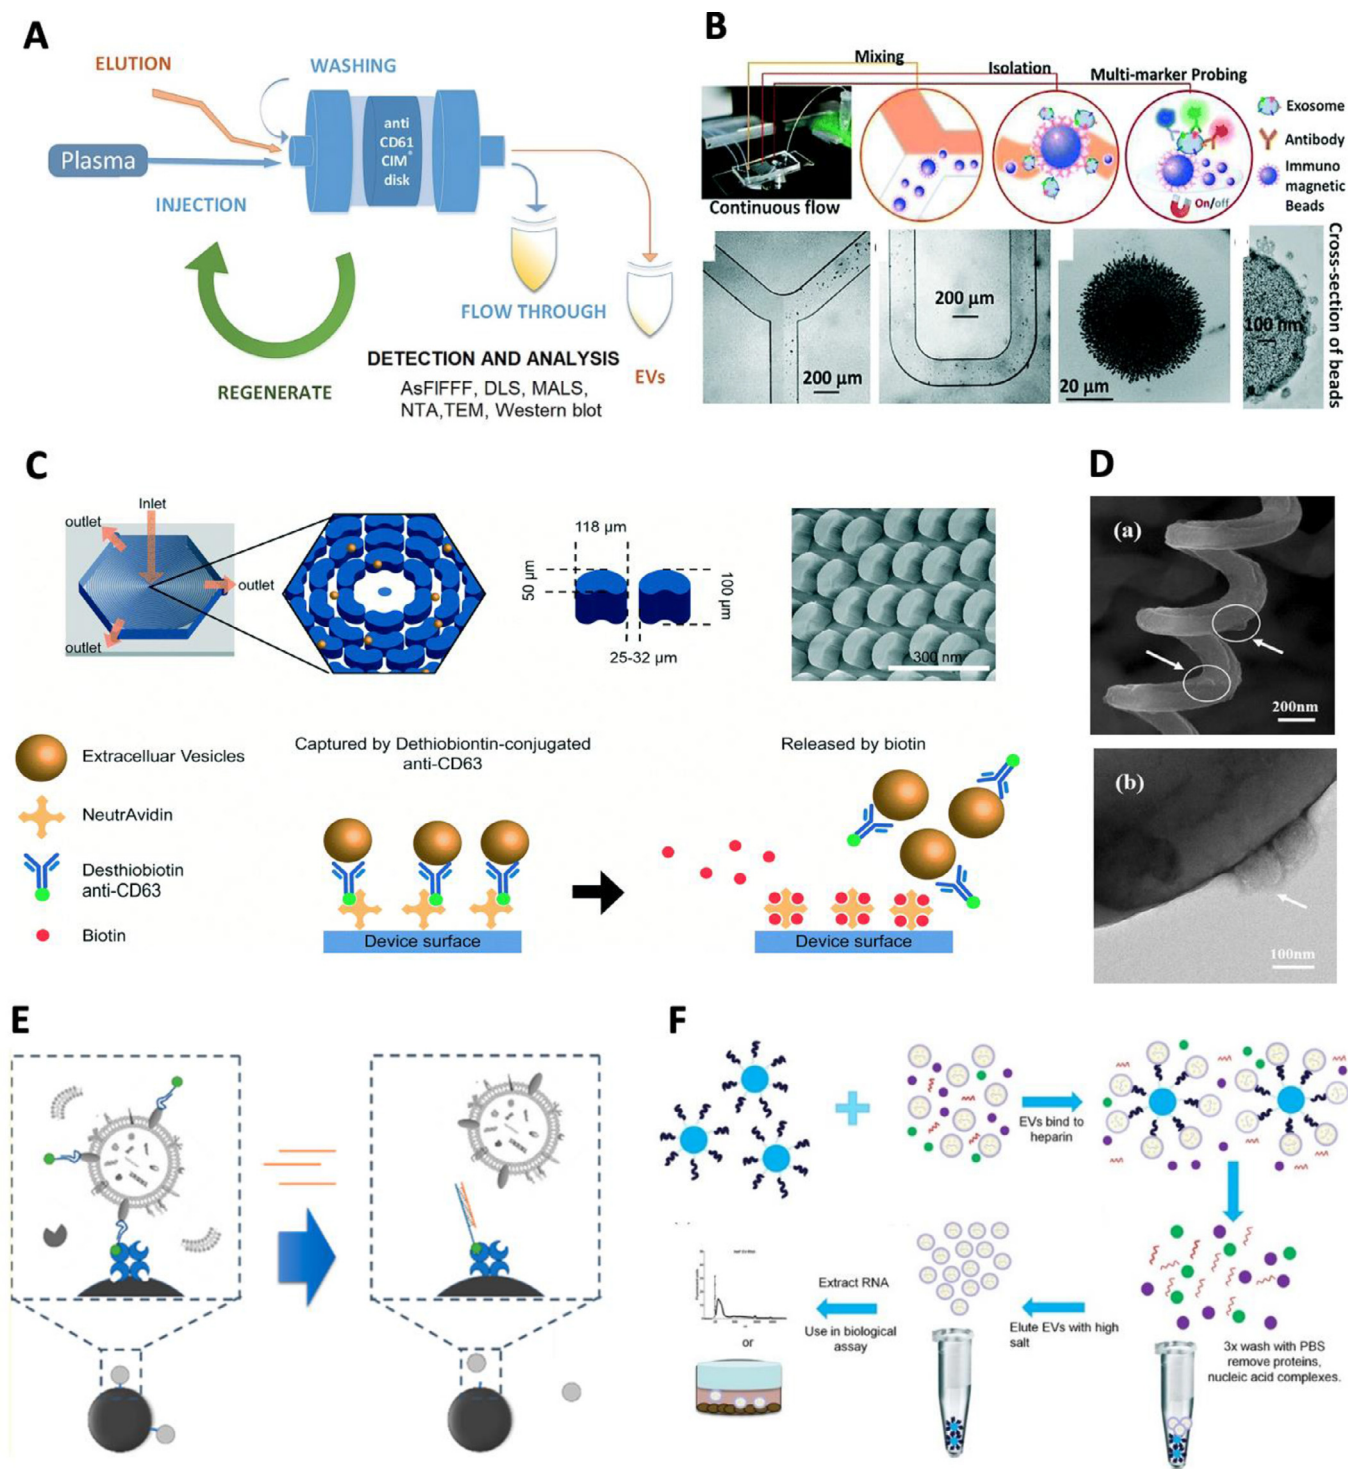 A
ELUTION
WASHING
Plasma
anti
CD61
CIM®
disk
INJECTION
FLOW THROUGH
REGENERATE
DETECTION AND ANALYSIS
AsFlFFF, DLS, MALS,
NTA,TEM, Western blot
EVs
B
Mixing
Isolation
Multi-marker Probing
Continuous flow
On/off
Exosome
Antibody
Immuno
magnetic
Beads
200 µm
200 µm
20 µm
100 nm
Cross-section of beads
C
Inlet
outlet
outlet
outlet
118 µm
50 µm
100 µm
25-32 µm
300 nm
Extracelluar Vesicles
NeutrAvidin
Desthiobiotin
anti-CD63
Biotin
Captured by Dethiobiontin-conjugated
anti-CD63
Device surface
Released by biotin
Device surface
D
(a)
200nm
(b)
100nm
E
F
EVs bind to
heparin
3x wash with PBS
remove proteins,
nucleic acid complexes.
Elute EVs with high
salt
Extract RNA
Use in biological
assay
or